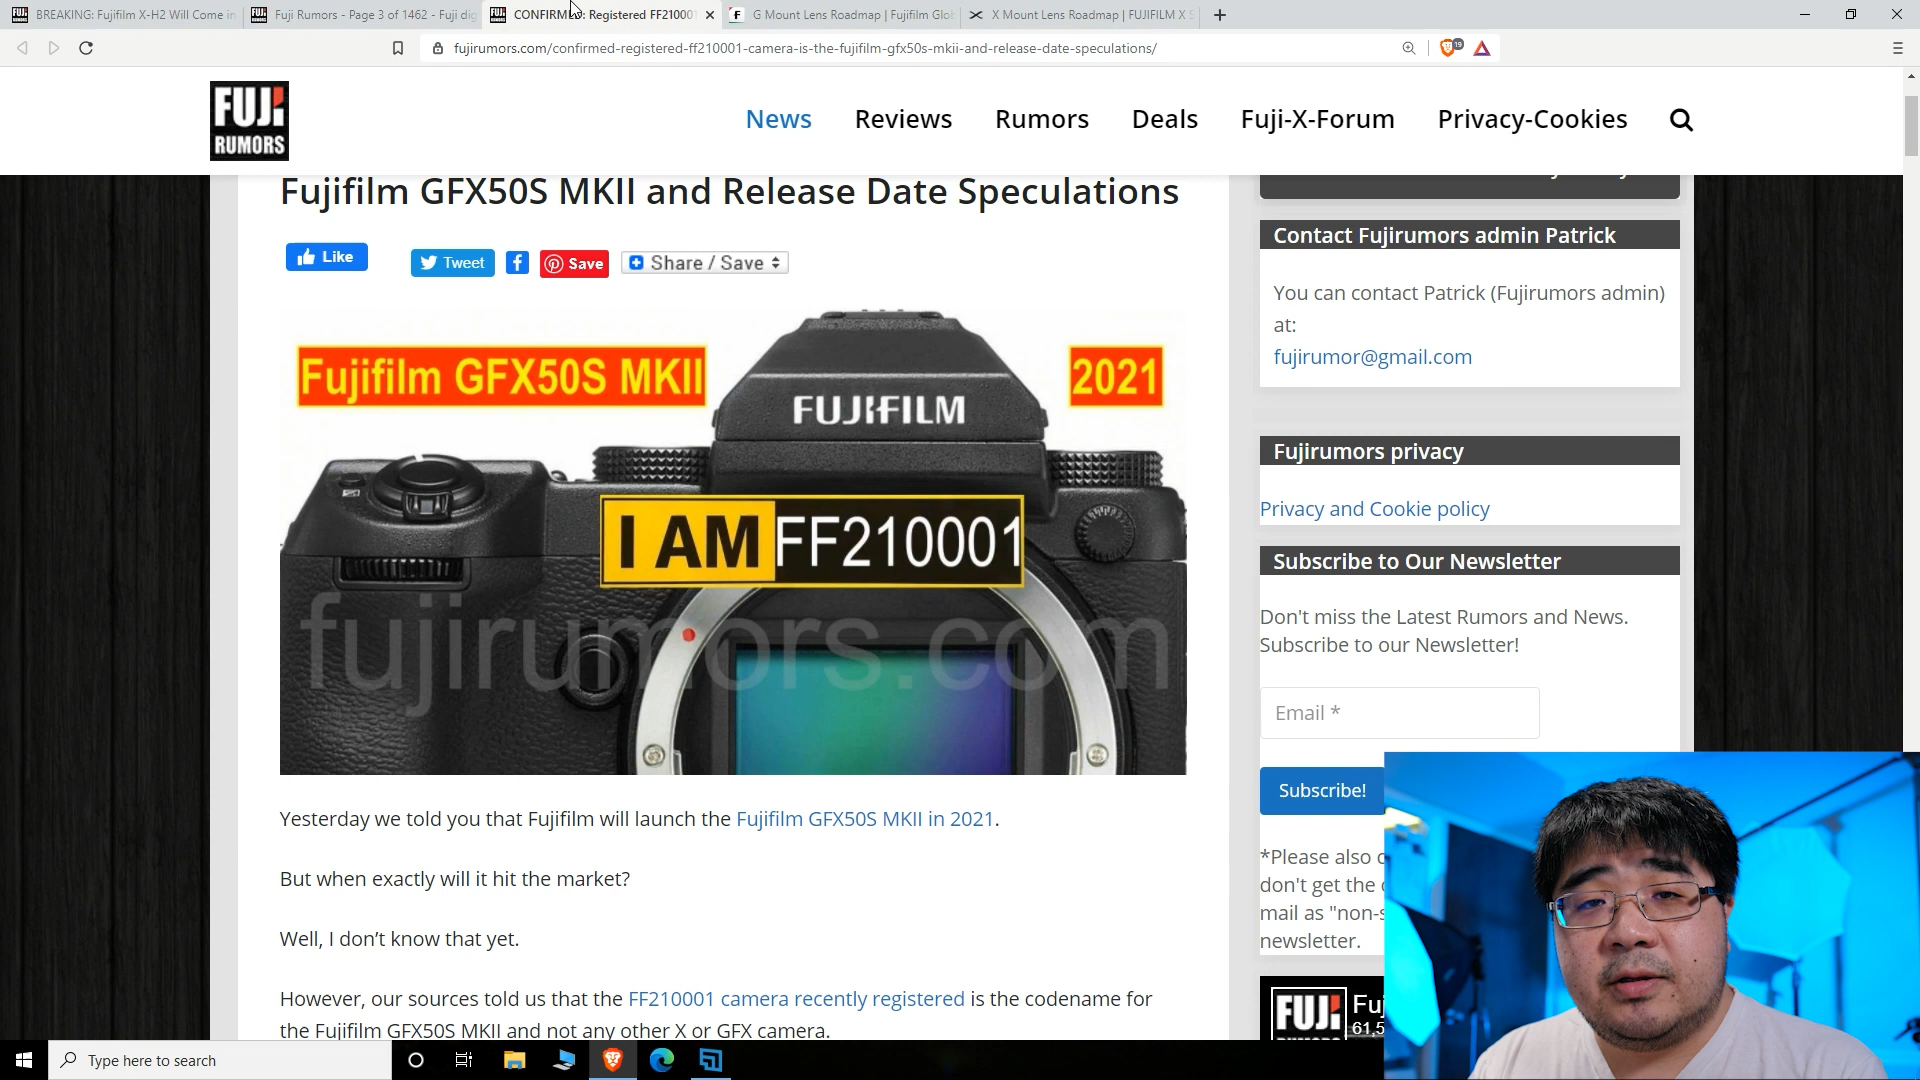 BREAKING: Fujifilm X-H2 Will Come in
Fuji Rumors - Page 3 of 1462 - Fuji dig
CONFIRMED: Registered FF210001
G Mount Lens Roadmap | Fujifilm Glo
X Mount Lens Roadmap | FUJIFILM X S
fujirumors.com/confirmed-registered-ff210001-camera-is-the-fujifilm-gfx50s-mkii-and-release-date-speculations/
19
FUJI
RUMORS
News
Reviews
Rumors
Deals
Fuji-X-Forum
Privacy-Cookies
Fujifilm GFX50S MKII and Release Date Speculations
Like
Tweet
Save
Share / Save
Fujifilm GFX50S MKII
2021
FUJIFILM
I AM FF210001
fujirumors.com
Yesterday we told you that Fujifilm will launch the Fujifilm GFX50S MKII in 2021.
But when exactly will it hit the market?
Well, I don’t know that yet.
However, our sources told us that the FF210001 camera recently registered is the codename for
the Fujifilm GFX50S MKII and not any other X or GFX camera.
Contact Fujirumors admin Patrick
You can contact Patrick (Fujirumors admin)
at:
fujirumor@gmail.com
Fujirumors privacy
Privacy and Cookie policy
Subscribe to Our Newsletter
Don't miss the Latest Rumors and News.
Subscribe to our Newsletter!
Email *
Subscribe!
*Please also
don't get the
mail as "non-s
newsletter.
FUJI
RUMORS
Fuj
61,5
Type here to search